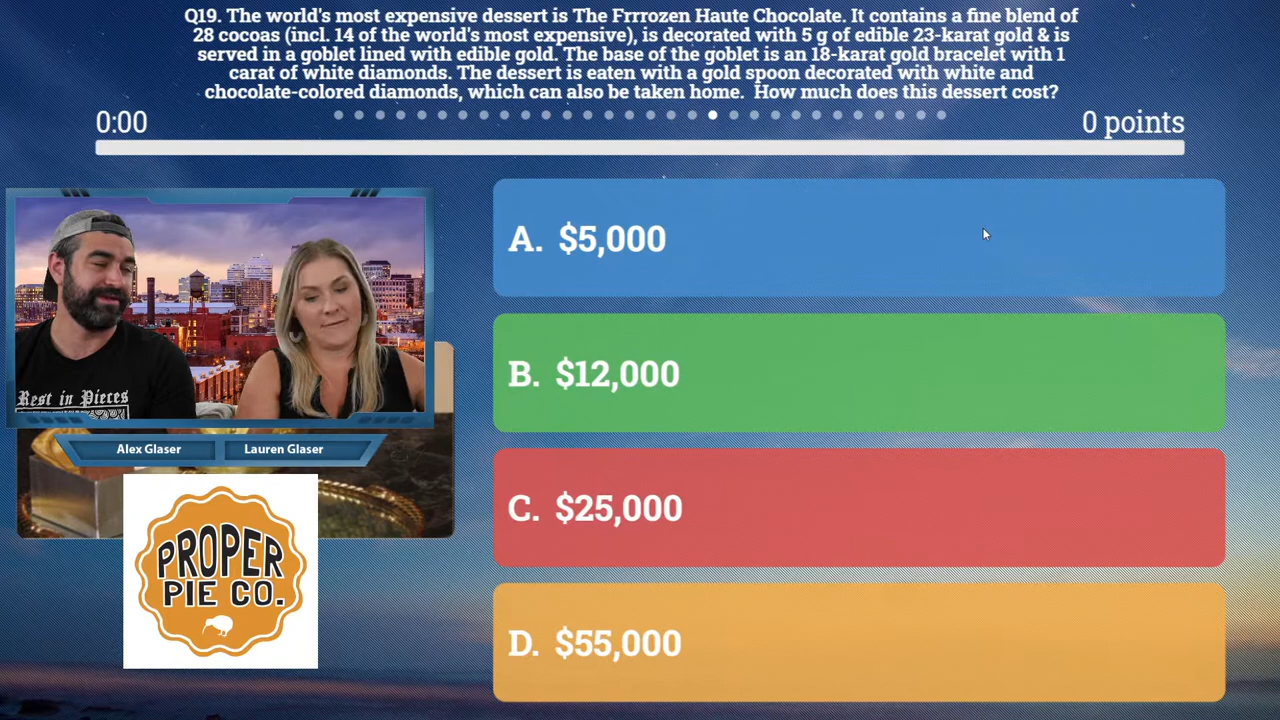 Q19. The world's most expensive dessert is The Frrrozen Haute Chocolate. It contains a fine blend of
28 cocoas (incl. 14 of the world's most expensive), is decorated with 5 g of edible 23-karat gold & is
served in a goblet lined with edible gold. The base of the goblet is an 18-karat gold bracelet with 1
carat of white diamonds. The dessert is eaten with a gold spoon decorated with white and
chocolate-colored diamonds, which can also be taken home. How much does this dessert cost?
0:00
0 points
A. $5,000
B. $12,000
C. $25,000
D. $55,000
Rest in Pieces
Alex Glaser
Lauren Glaser
PROPER
PIE CO.